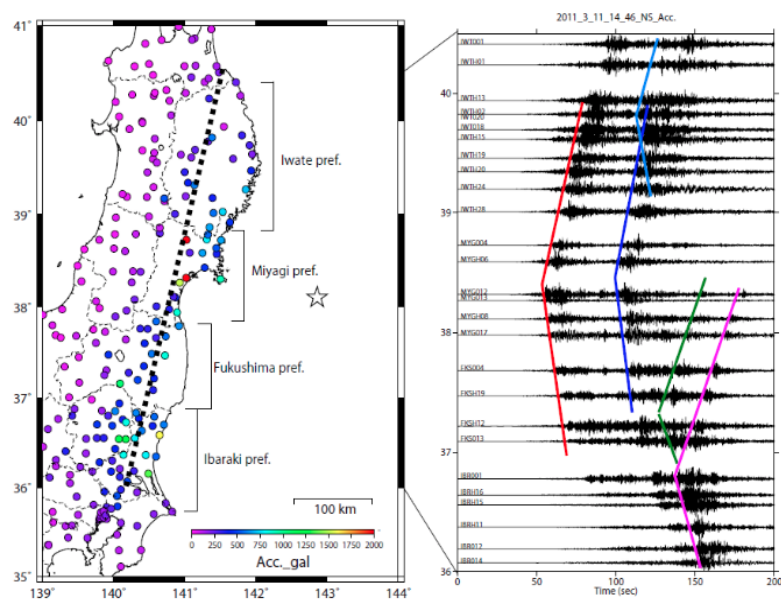 2011_3_11_14_46_NS_Acc.
41°
40°
39°
38°
37°
36°
35°
139°
140°
141°
142°
143°
144°
Iwate pref.
Miyagi pref.
Fukushima pref.
Ibaraki pref.
100 km
0 250 500 750 1000 1250 1500 1750 2000
Acc._gal
40
39
38
37
36
IWT001
IWTH01
IWTH13
IWTH02
IWT020
IWT018
IWTH15
IWTH19
IWTH20
IWTH24
IWTH28
MYG004
MYGH06
MYG012
MYG013
MYGH08
MYG017
FKS004
FKSH19
FKSH12
FKS013
IBR001
IBRH16
IBRH15
IBRH11
IBR012
IBR014
0 50 100 150 200
Time (sec)